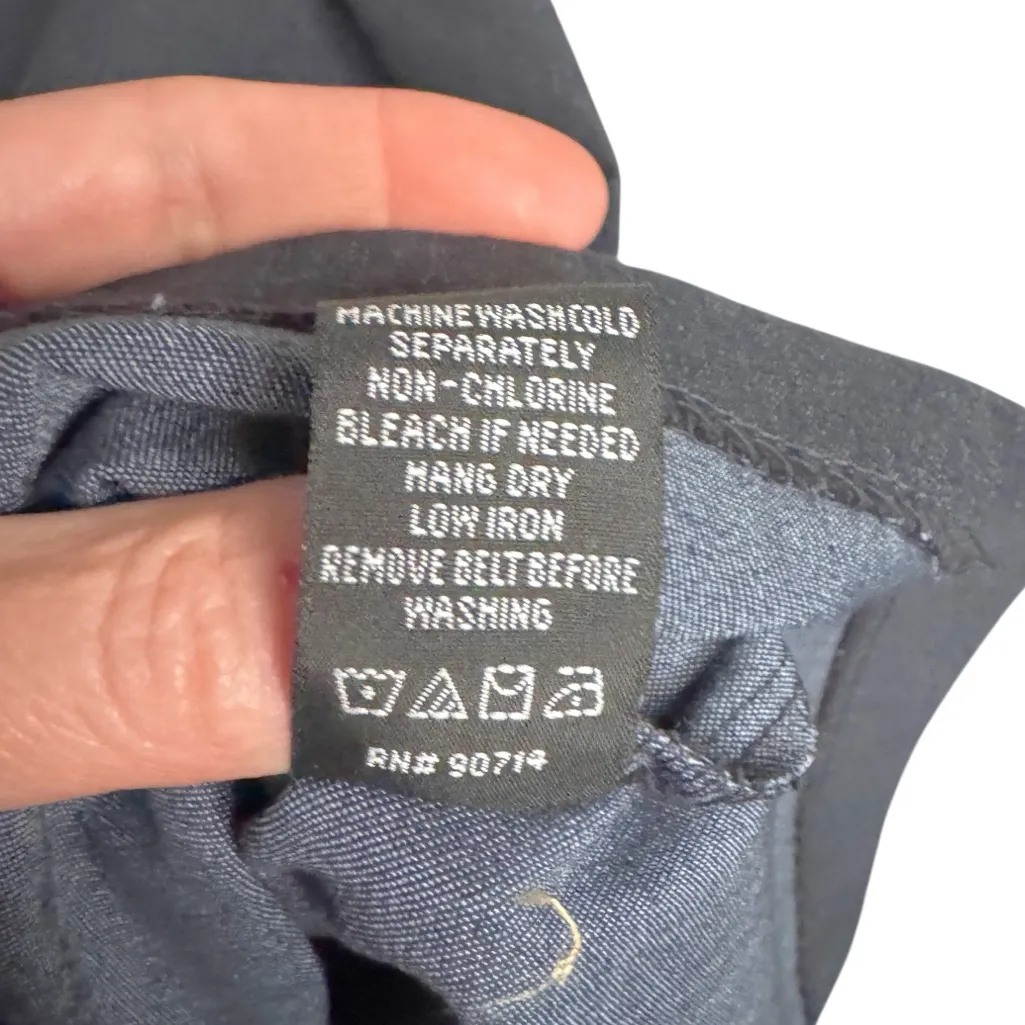 MACHINE WASH COLD
SEPARATELY
NON-CHLORINE
BLEACH IF NEEDED
HANG DRY
LOW IRON
REMOVE BELT BEFORE
WASHING
RN# 90714